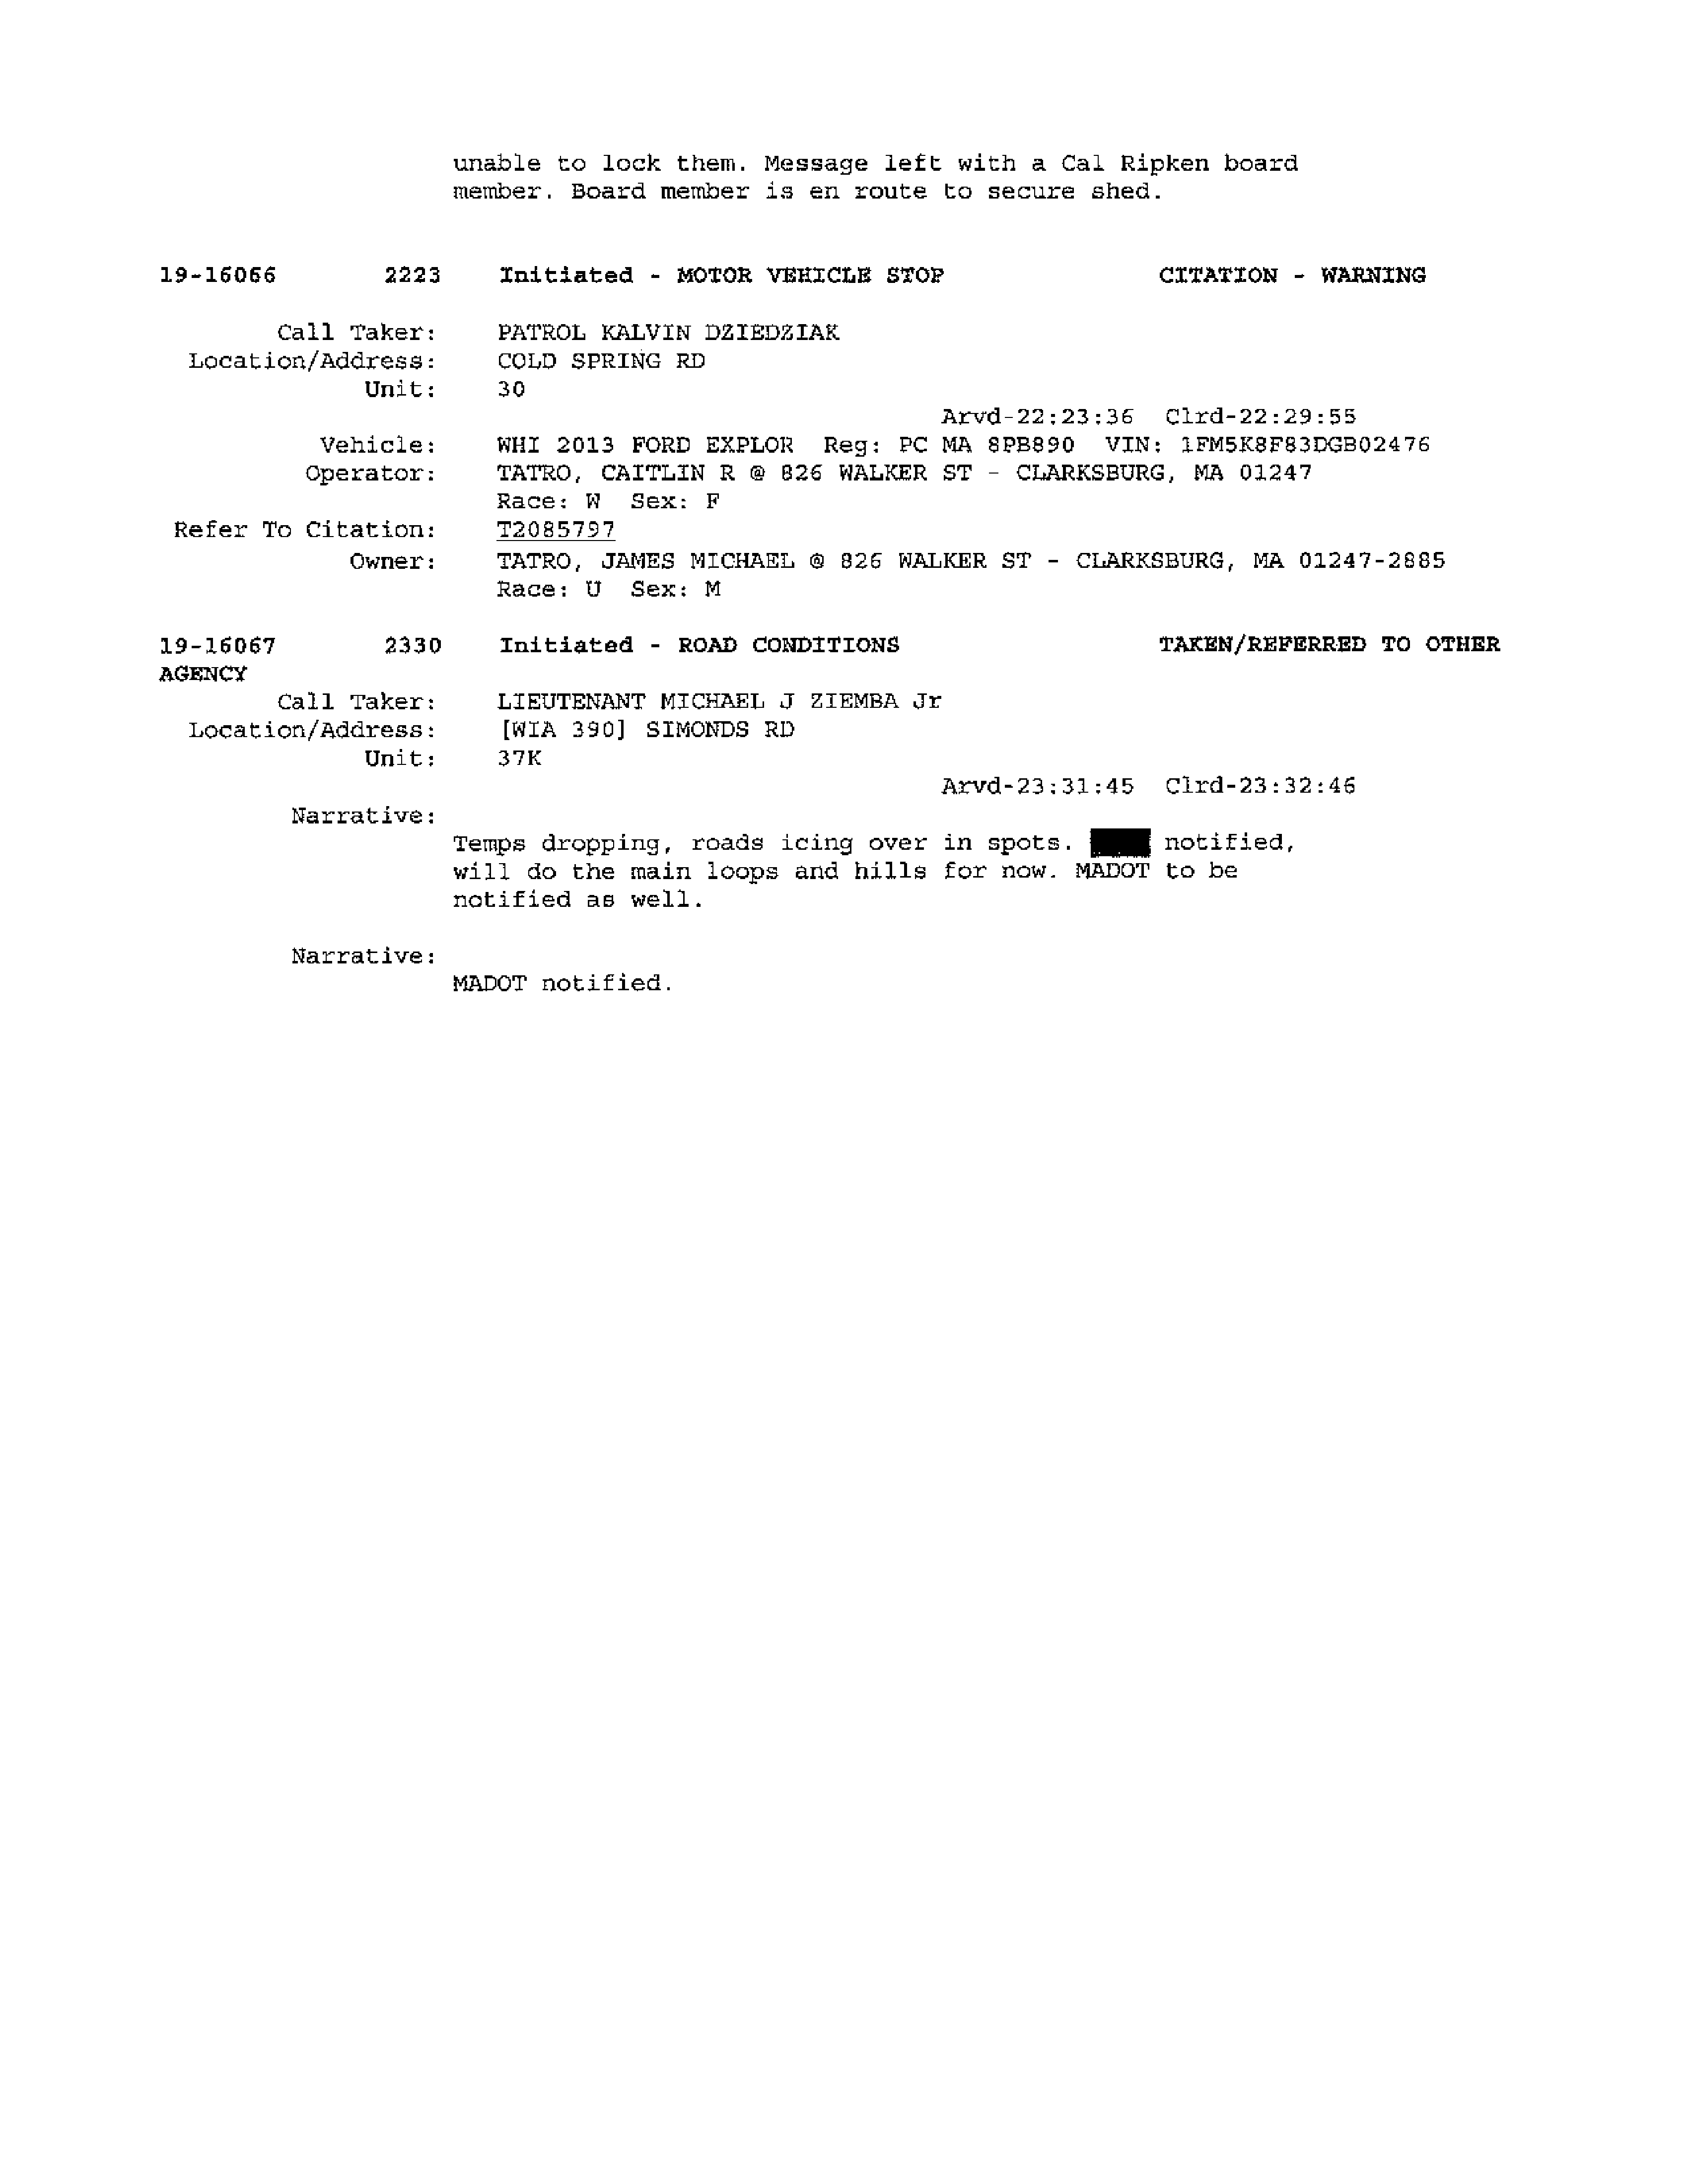 unable to lock them. Message left with a Cal Ripken board
member. Board member is en route to secure shed.
19-16066 2223 Initiated - MOTOR VEHICLE STOP CITATION - WARNING
Call Taker: PATROL KALVIN DZIEDZIAK
Location/Address: COLD SPRING RD
Unit: 30
Arvd-22:23:36 Clrd-22:29:55
Vehicle: WHI 2013 FORD EXPLOR Reg: PC MA 8PB890 VIN: 1FM5K8F83DGB02476
Operator: TATRO, CAITLIN R @ 826 WALKER ST - CLARKSBURG, MA 01247
Race: W Sex: F
Refer To Citation: T2085797
Owner: TATRO, JAMES MICHAEL @ 826 WALKER ST - CLARKSBURG, MA 01247-2885
Race: U Sex: M
19-16067 2330 Initiated - ROAD CONDITIONS TAKEN/REFERRED TO OTHER
AGENCY
Call Taker: LIEUTENANT MICHAEL J ZIEMBA Jr
Location/Address: [WIA 390] SIMONDS RD
Unit: 37K
Arvd-23:31:45 Clrd-23:32:46
Narrative:
Temps dropping, roads icing over in spots. notified,
will do the main loops and hills for now. MADOT to be
notified as well.
Narrative:
MADOT notified.